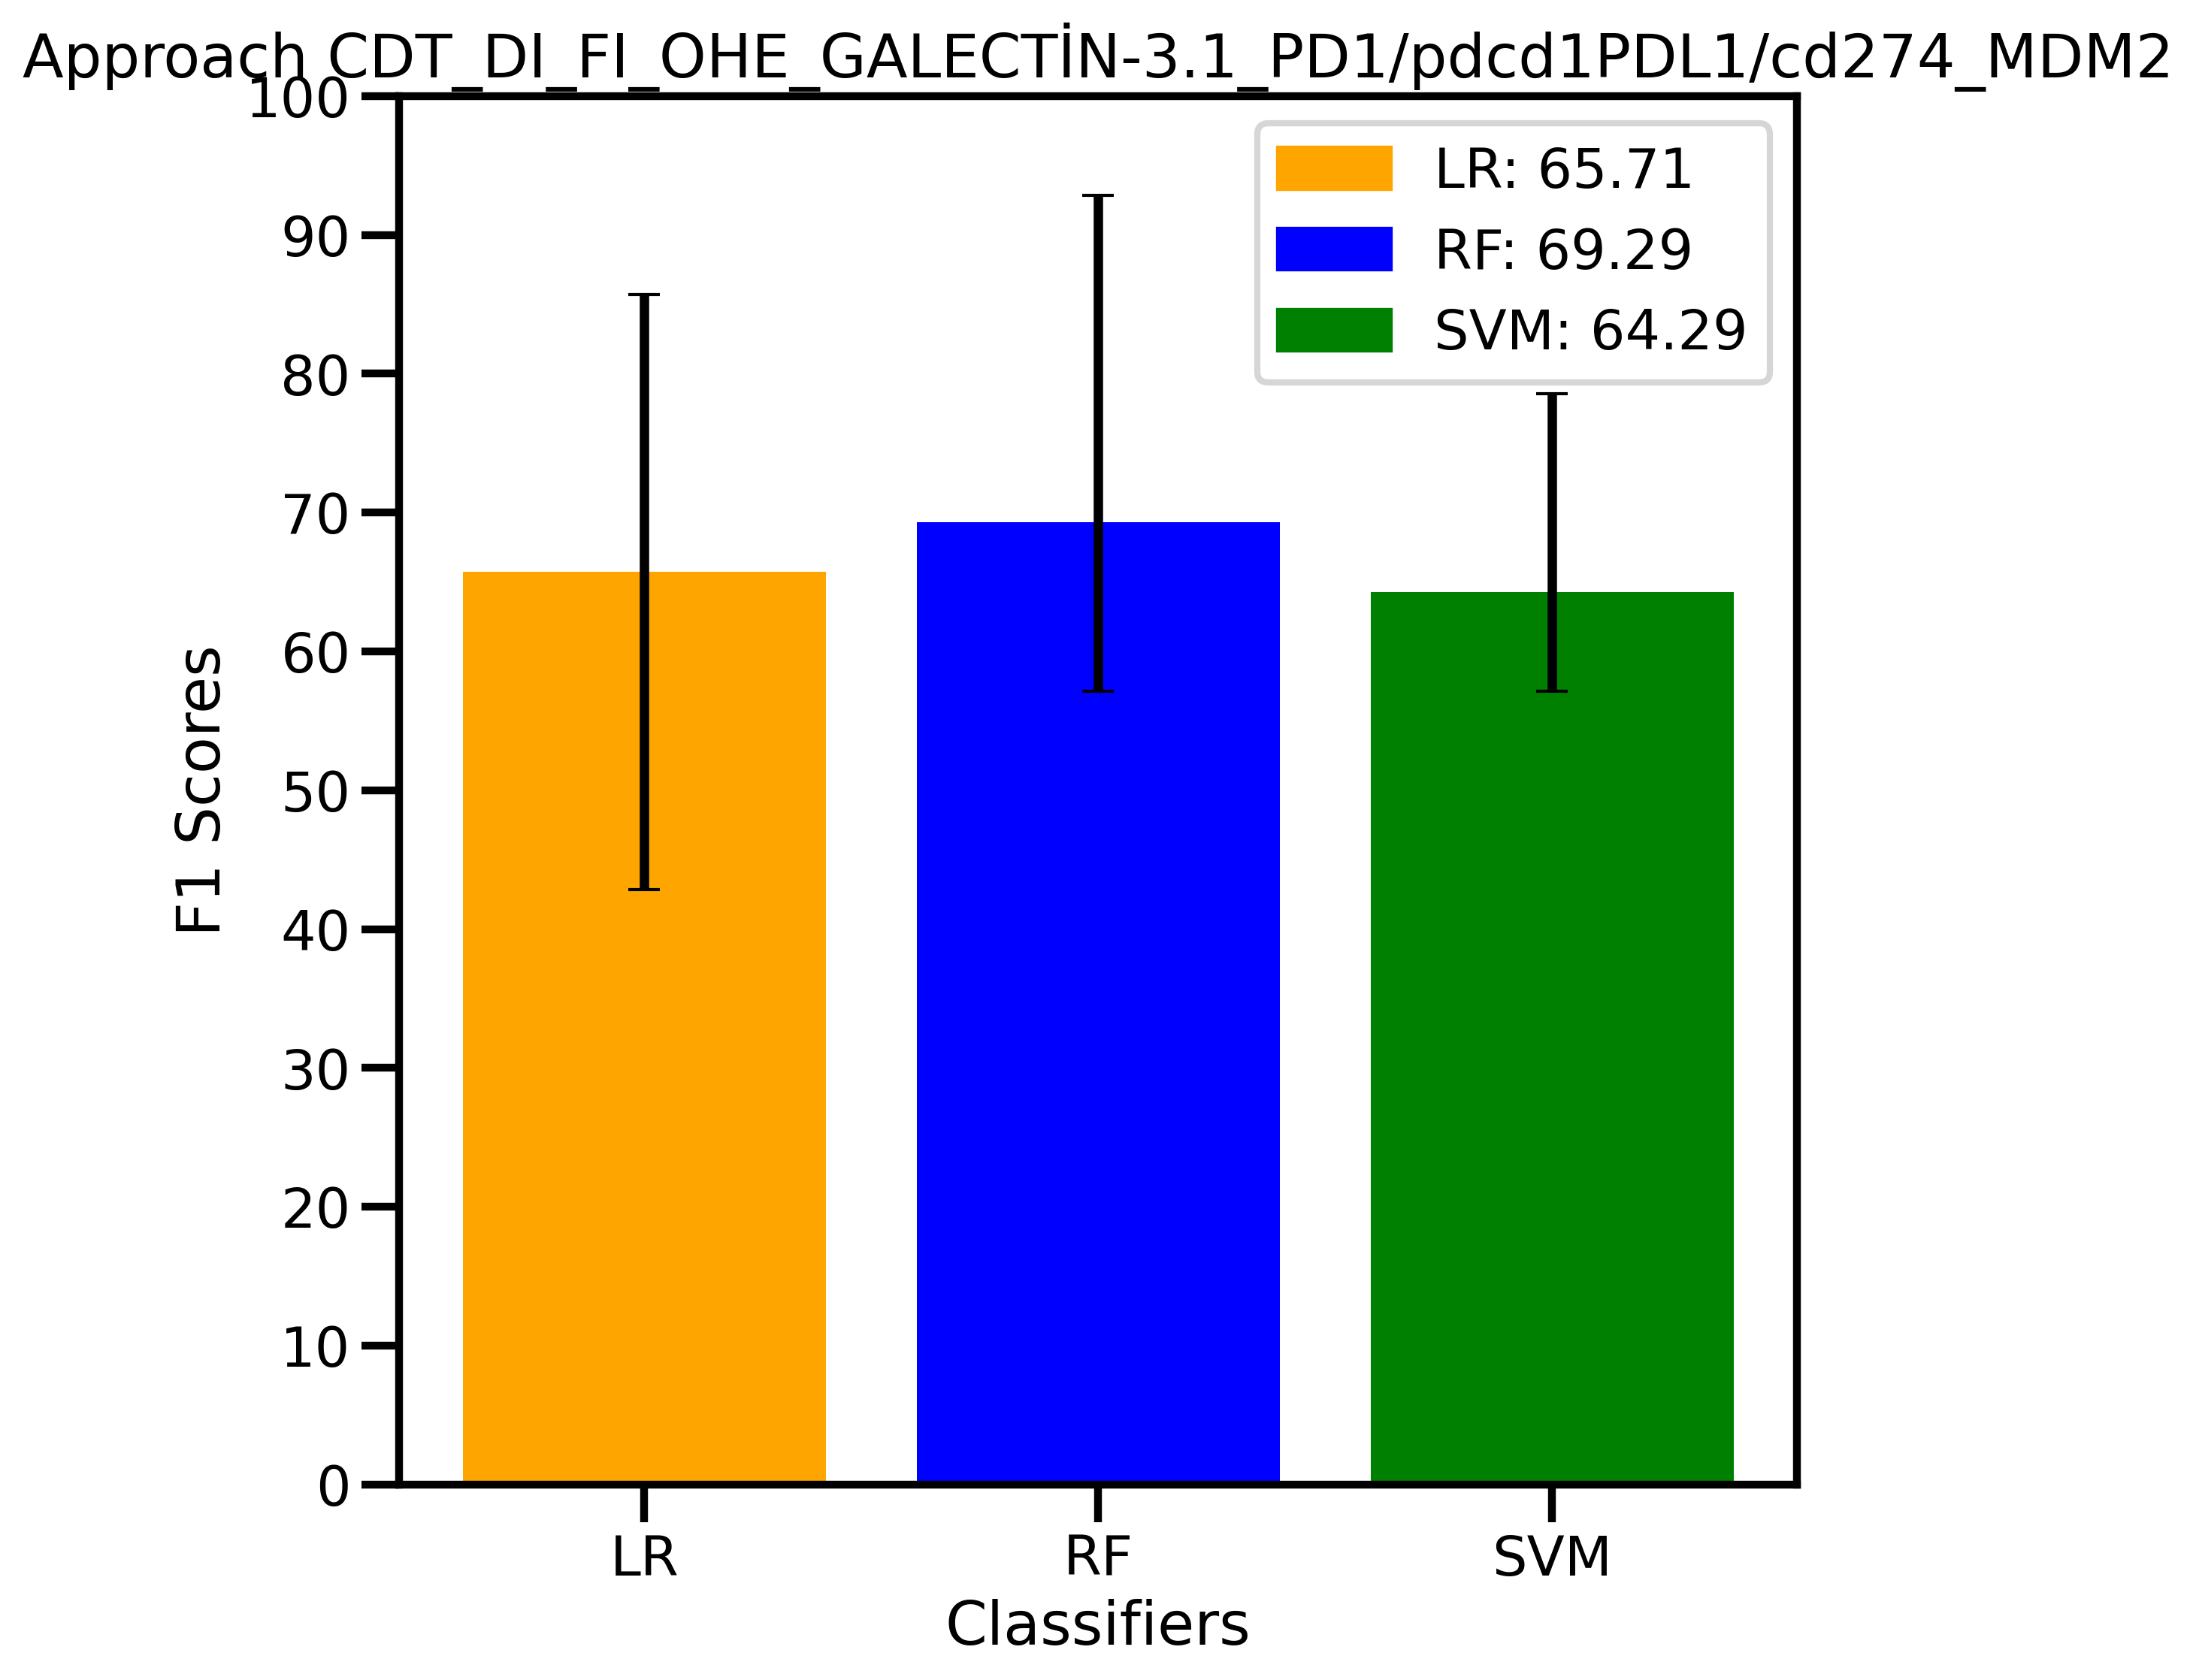 Approach CDT_DI_FI_OHE_GALECTİN-3.1_PD1/pdcd1PDL1/cd274_MDM2
100
90
80
70
60
50
40
30
20
10
0
F1 Scores
LR: 65.71
RF: 69.29
SVM: 64.29
LR
RF
SVM
Classifiers